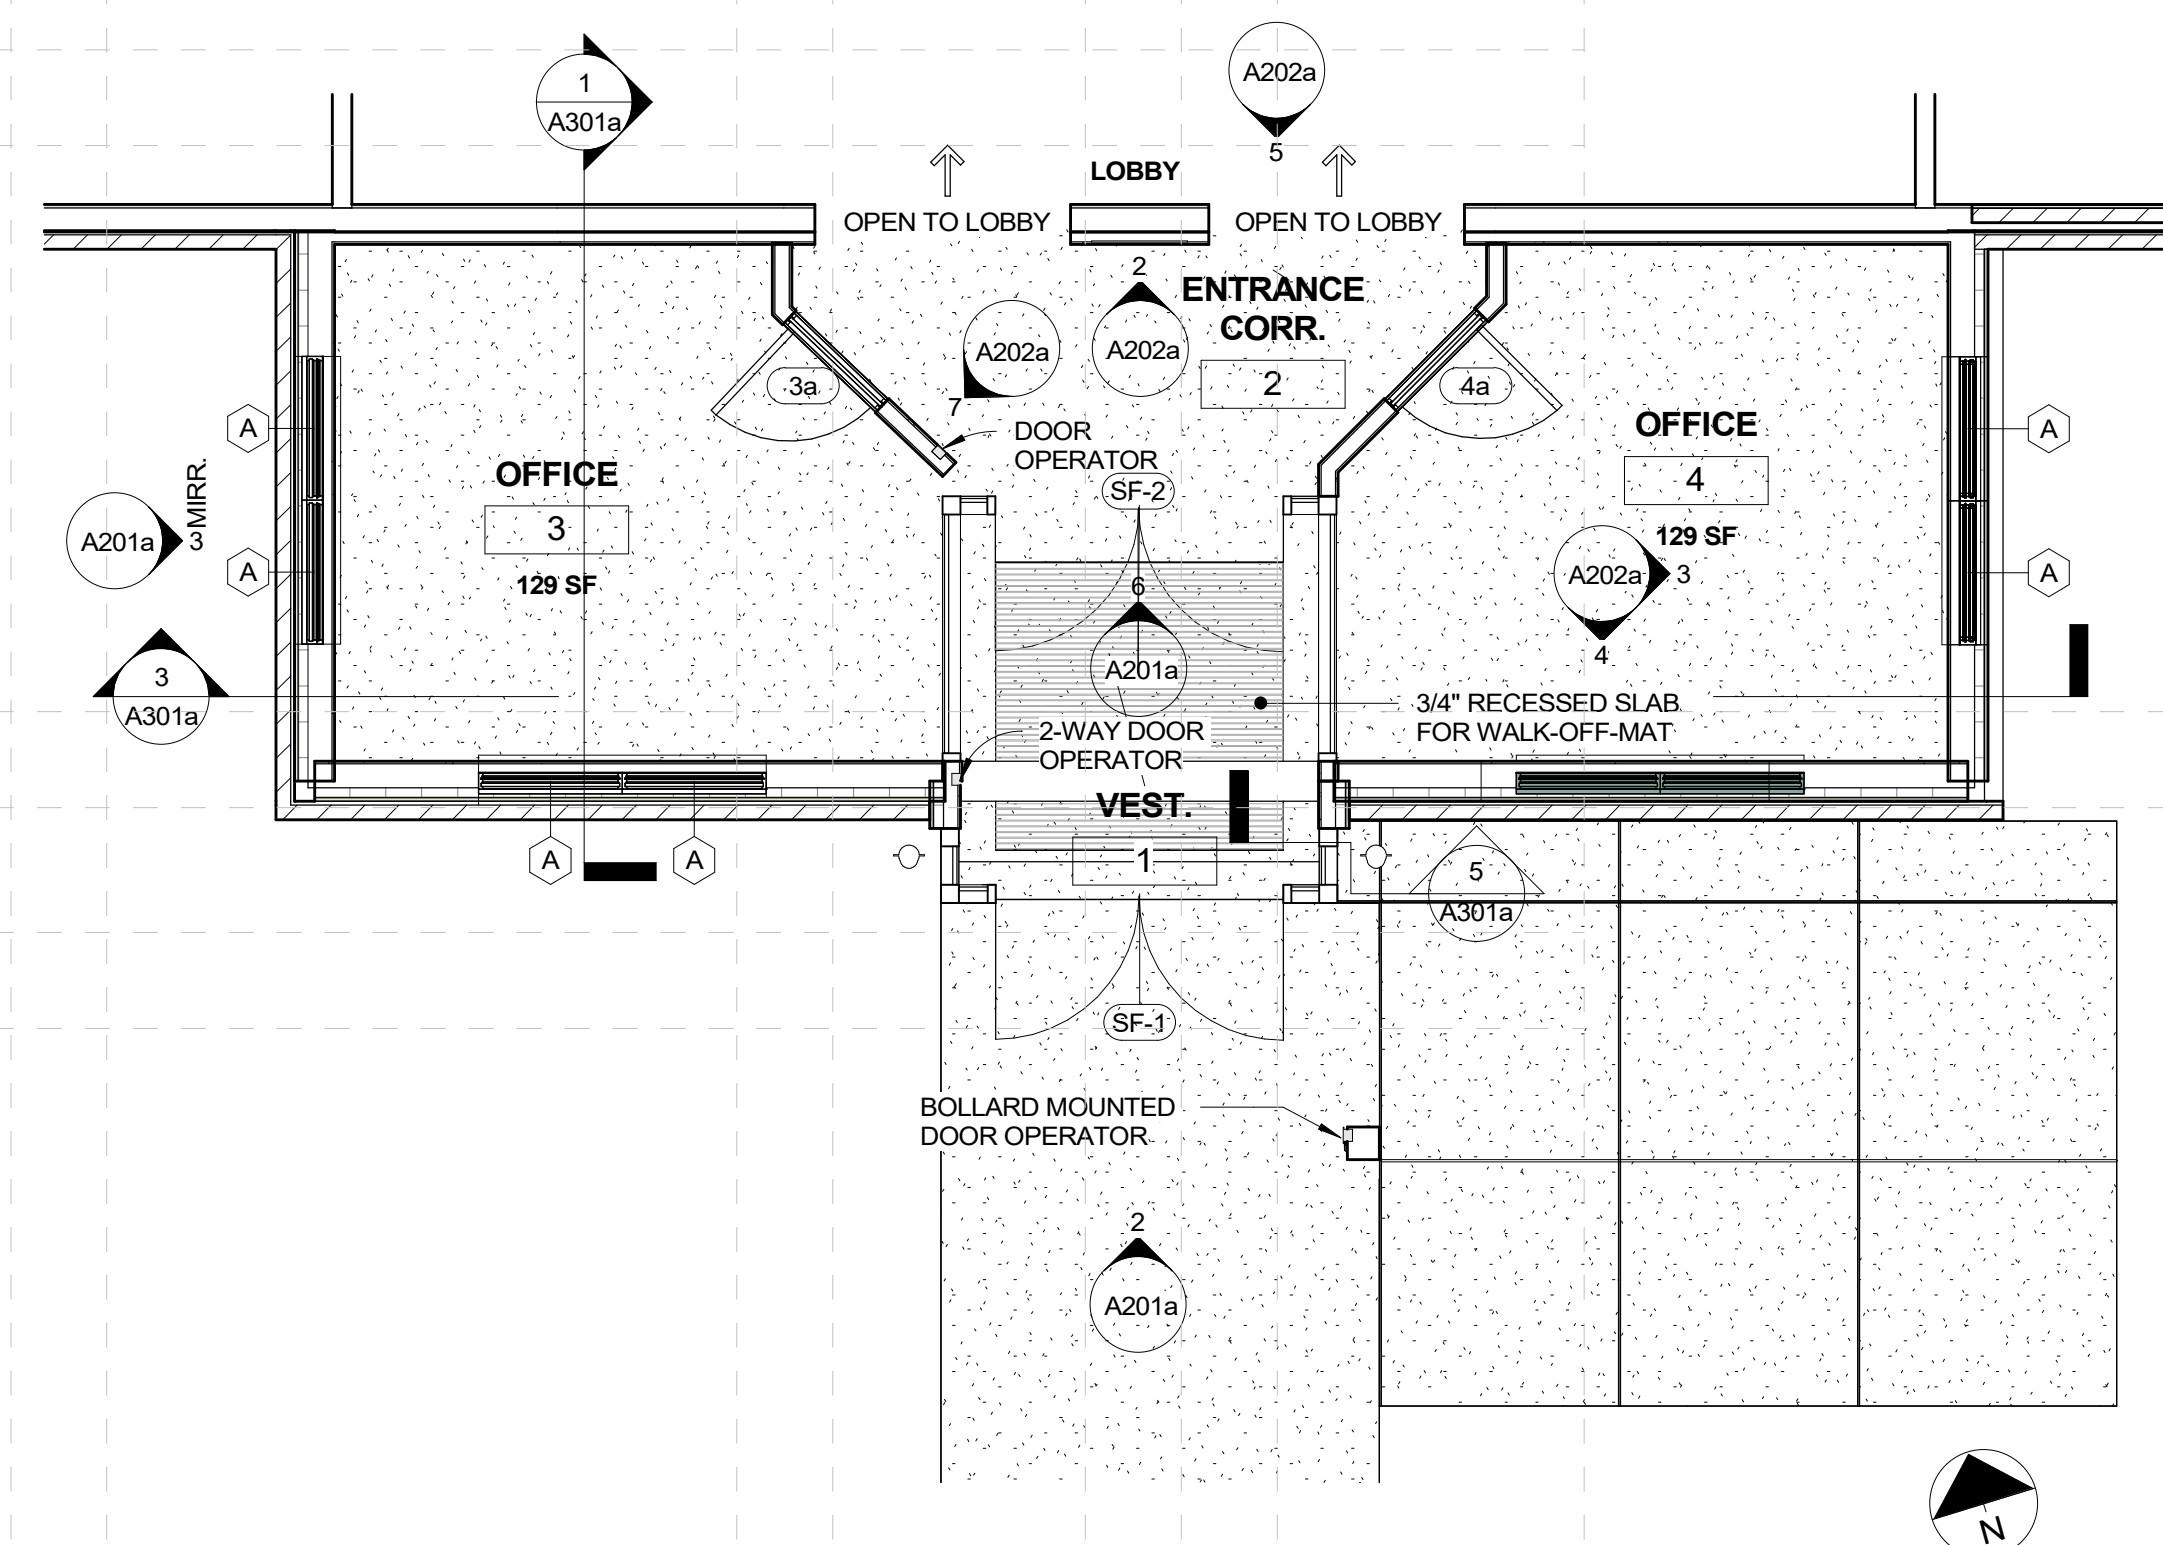 1
A301a
A202a
5
LOBBY
OPEN TO LOBBY
OPEN TO LOBBY
2
A202a
ENTRANCE
CORR.
2
A202a
7
3a
4a
DOOR
OPERATOR
SF-2
OFFICE
3
129 SF
OFFICE
4
129 SF
A
A
A
A
A201a
3
MIRR.
A202a
3
4
3
A301a
6
A201a
3/4" RECESSED SLAB
FOR WALK-OFF-MAT
2-WAY DOOR
OPERATOR
VEST.
1
A
A
5
A301a
SF-1
BOLLARD MOUNTED
DOOR OPERATOR
2
A201a
N